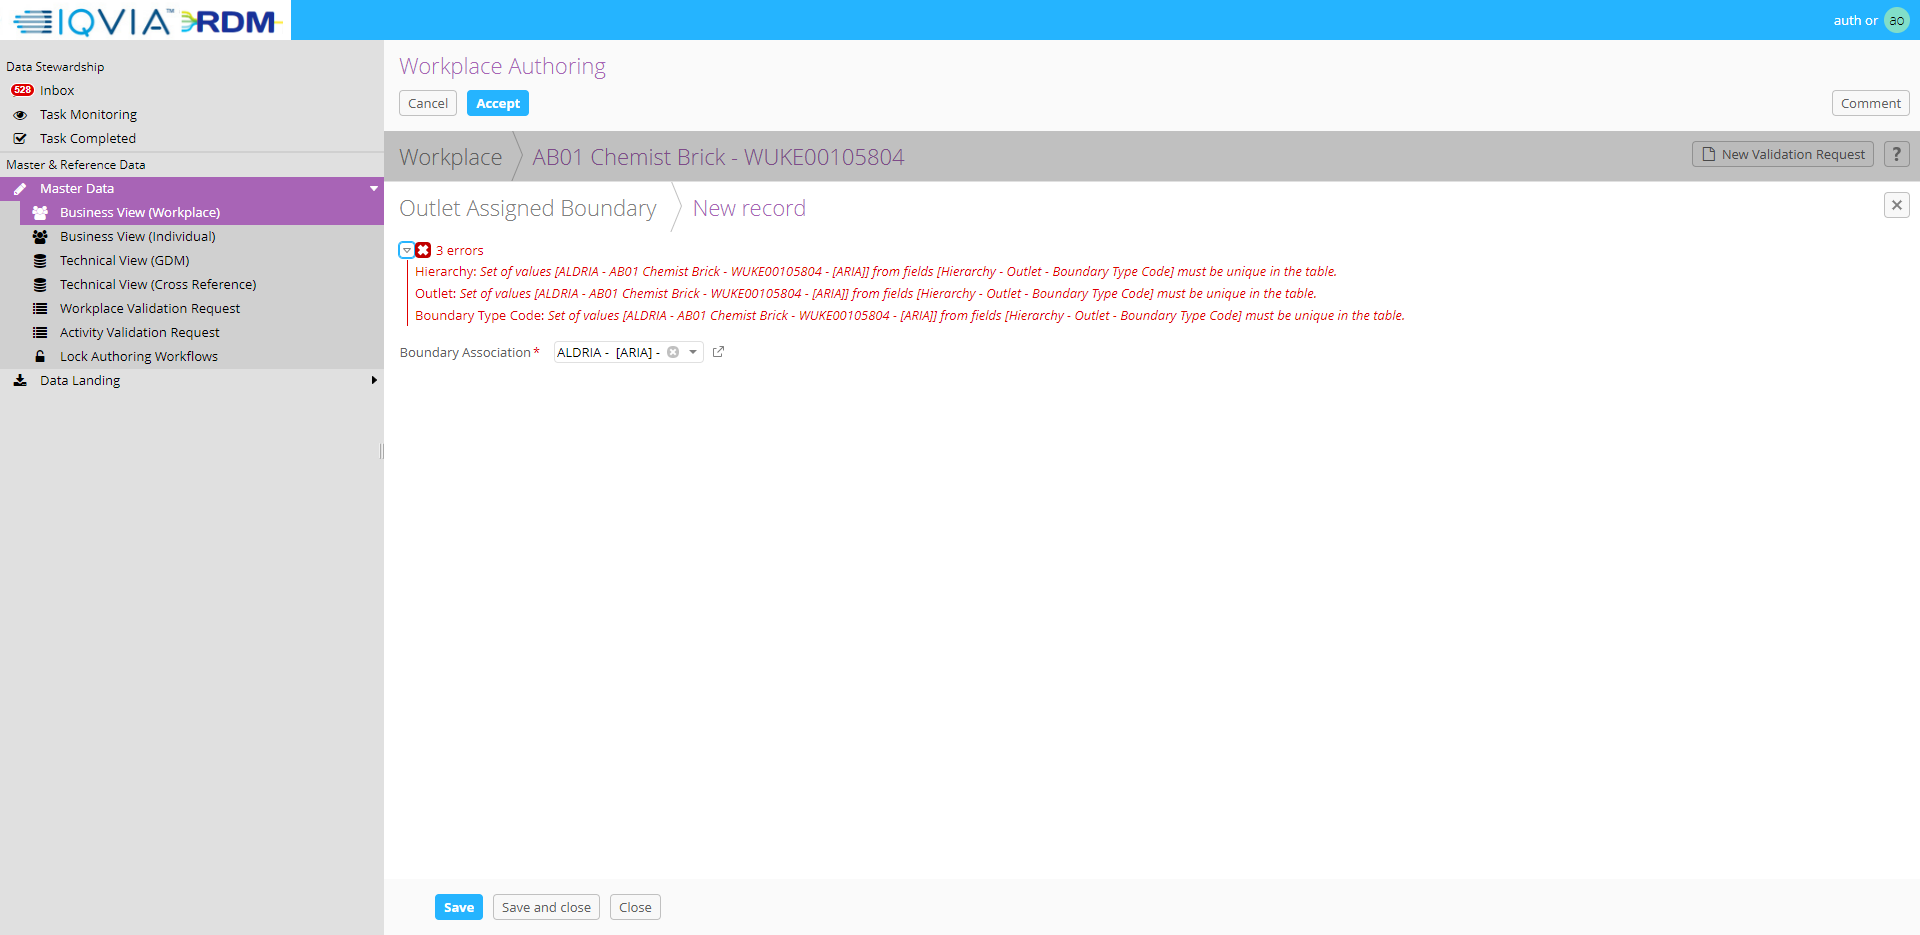 IQVIA™ RDM
auth or ao
Data Stewardship
528 Inbox
Task Monitoring
Task Completed
Master & Reference Data
Master Data
Business View (Workplace)
Business View (Individual)
Technical View (GDM)
Technical View (Cross Reference)
Workplace Validation Request
Activity Validation Request
Lock Authoring Workflows
Data Landing
Workplace Authoring
Cancel Accept Comment
Workplace AB01 Chemist Brick - WUKE00105804 New Validation Request ?
Outlet Assigned Boundary New record
3 errors
Hierarchy: Set of values [ALDRIA - AB01 Chemist Brick - WUKE00105804 - [ARIA]] from fields [Hierarchy - Outlet - Boundary Type Code] must be unique in the table.
Outlet: Set of values [ALDRIA - AB01 Chemist Brick - WUKE00105804 - [ARIA]] from fields [Hierarchy - Outlet - Boundary Type Code] must be unique in the table.
Boundary Type Code: Set of values [ALDRIA - AB01 Chemist Brick - WUKE00105804 - [ARIA]] from fields [Hierarchy - Outlet - Boundary Type Code] must be unique in the table.
Boundary Association* ALDRIA - [ARIA] -
Save Save and close Close